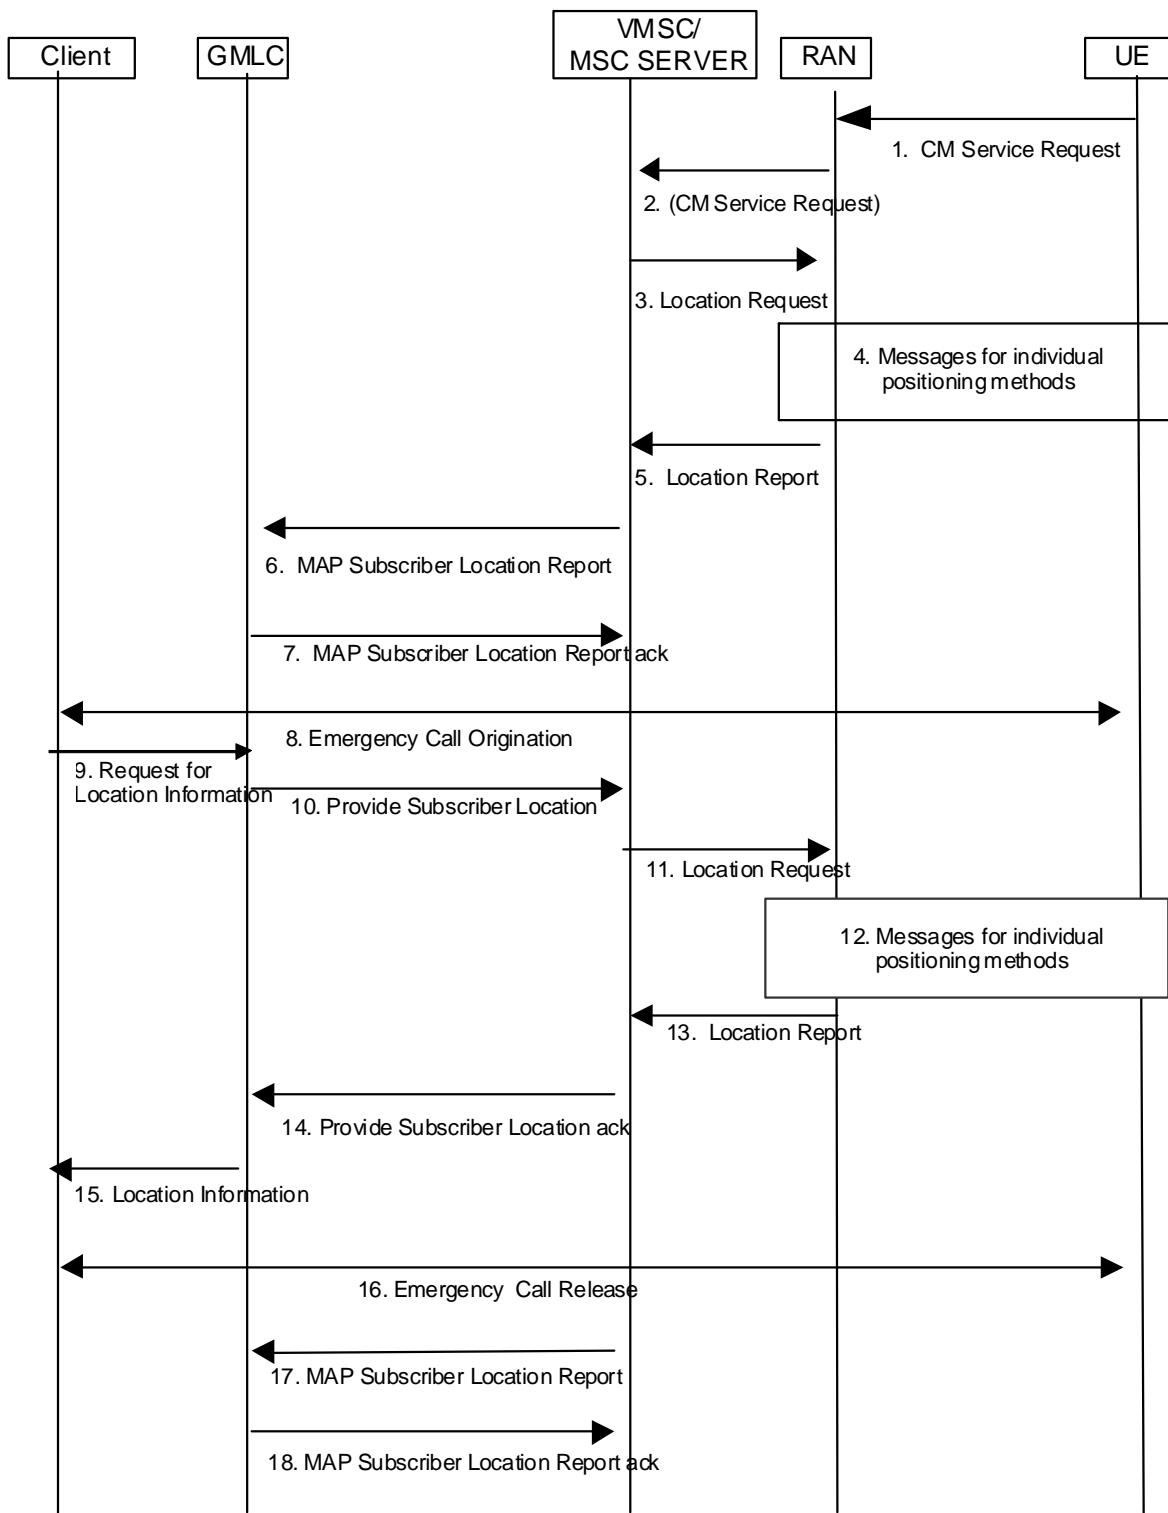 Client
GMLC
VMSC/
MSC SERVER
RAN
UE
1. CM Service Request
2. (CM Service Request)
3. Location Request
4. Messages for individual
positioning methods
5. Location Report
6. MAP Subscriber Location Report
7. MAP Subscriber Location Report ack
8. Emergency Call Origination
9. Request for
Location Information
10. Provide Subscriber Location
11. Location Request
12. Messages for individual
positioning methods
13. Location Report
14. Provide Subscriber Location ack
15. Location Information
16. Emergency Call Release
17. MAP Subscriber Location Report
18. MAP Subscriber Location Report ack